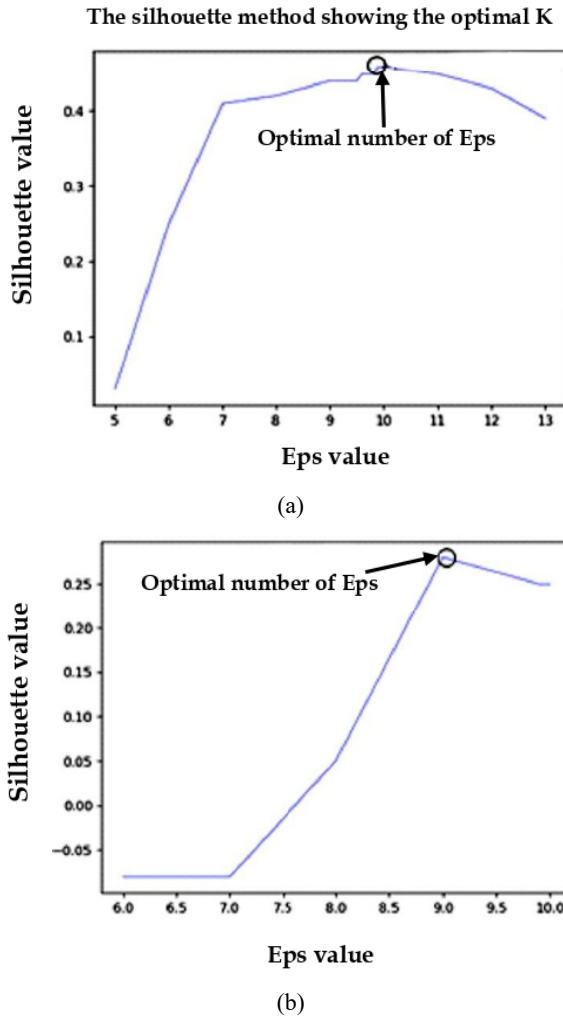 The silhouette method showing the optimal K
Silhouette value
0.4
0.3
0.2
0.1
Optimal number of Eps
5 6 7 8 9 10 11 12 13
Eps value
(a)
Silhouette value
0.25
0.20
0.15
0.10
0.05
0.00
−0.05
Optimal number of Eps
6.0 6.5 7.0 7.5 8.0 8.5 9.0 9.5 10.0
Eps value
(b)